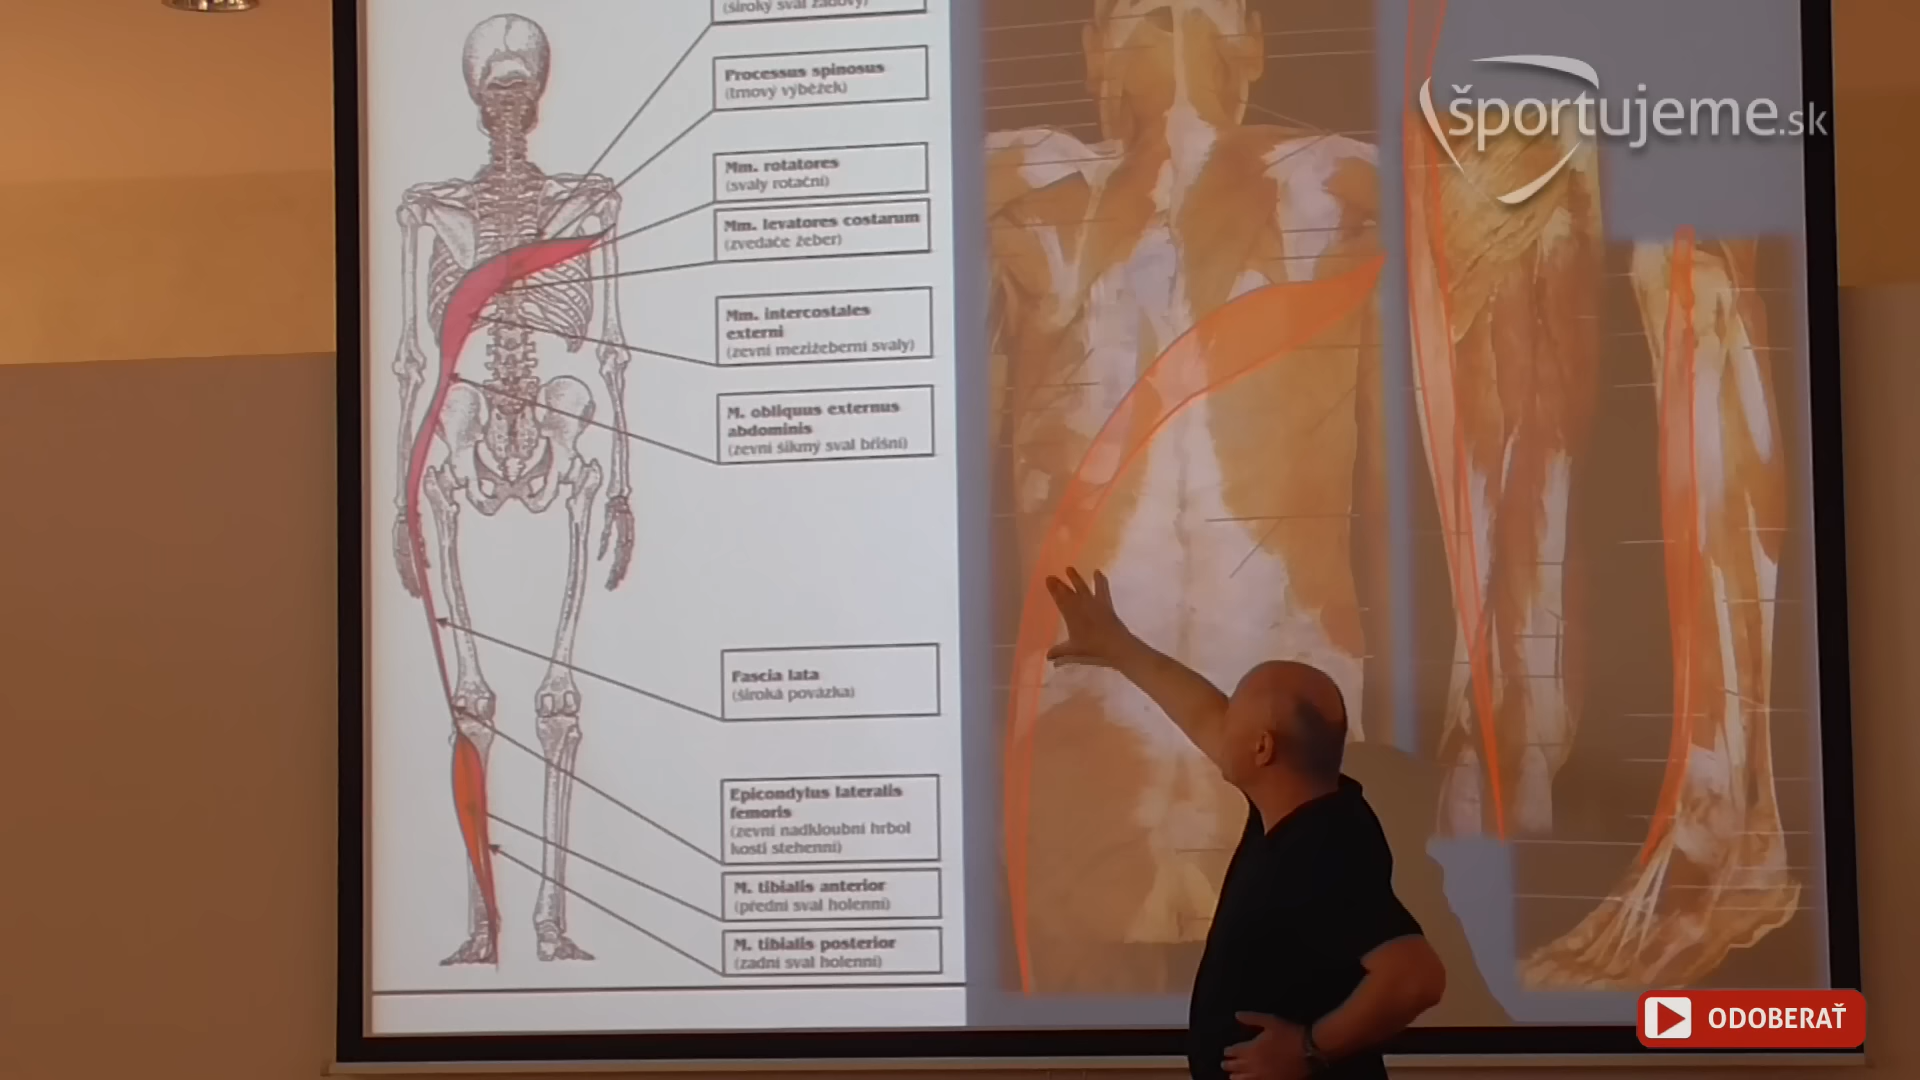 (široký sval zádový)
Processus spinosus
(trnový výběžek)
Mm. rotatores
(svaly rotační)
Mm. levatores costarum
(zvedače žeber)
Mm. intercostales
externi
(zevní mezižeberní svaly)
M. obliquus externus
abdominis
(zevní šikmý sval břišní)
Fascia lata
(široká povázka)
Epicondylus lateralis
femoris
(zevní nadkloubní hrbol
kosti stehenní)
M. tibialis anterior
(přední sval holenní)
M. tibialis posterior
(zadní sval holenní)
športujeme.sk
ODOBERAŤ